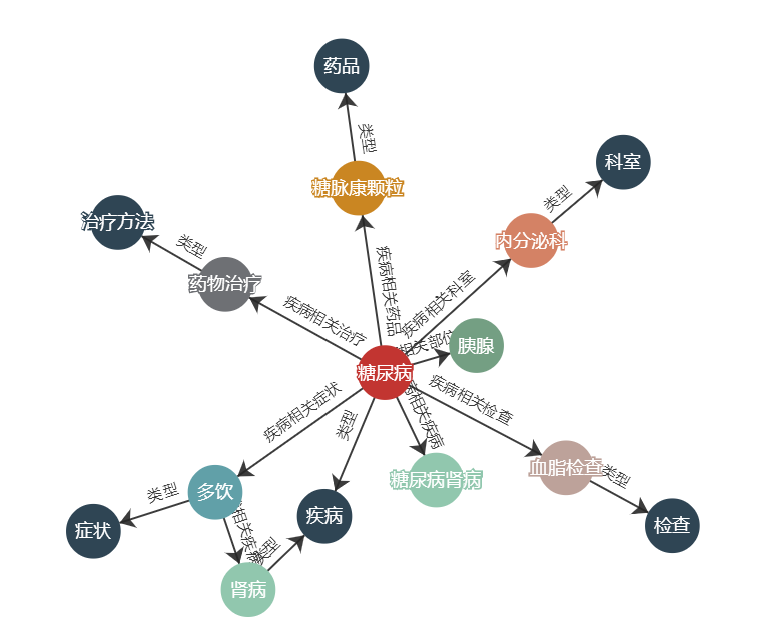 药品
类型
科室
糖脉康颗粒
类型
治疗方法
内分泌科
类型
药物治疗
疾病相关药品
疾病相关科室
疾病相关治疗
相关部位
胰腺
糖尿病
疾病相关检查
疾病相关症状
类型
相关疾病
血脂检查
类型
糖尿病肾病
多饮
类型
疾病
检查
症状
相关疾病
类型
肾病